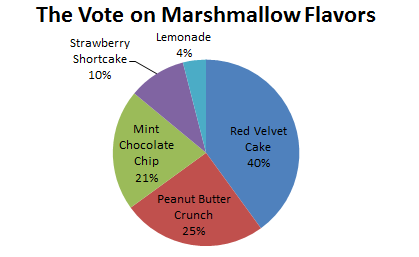 The Vote on Marshmallow Flavors
Strawberry
Shortcake
10%
Lemonade
4%
Red Velvet
Cake
40%
Mint
Chocolate
Chip
21%
Peanut Butter
Crunch
25%